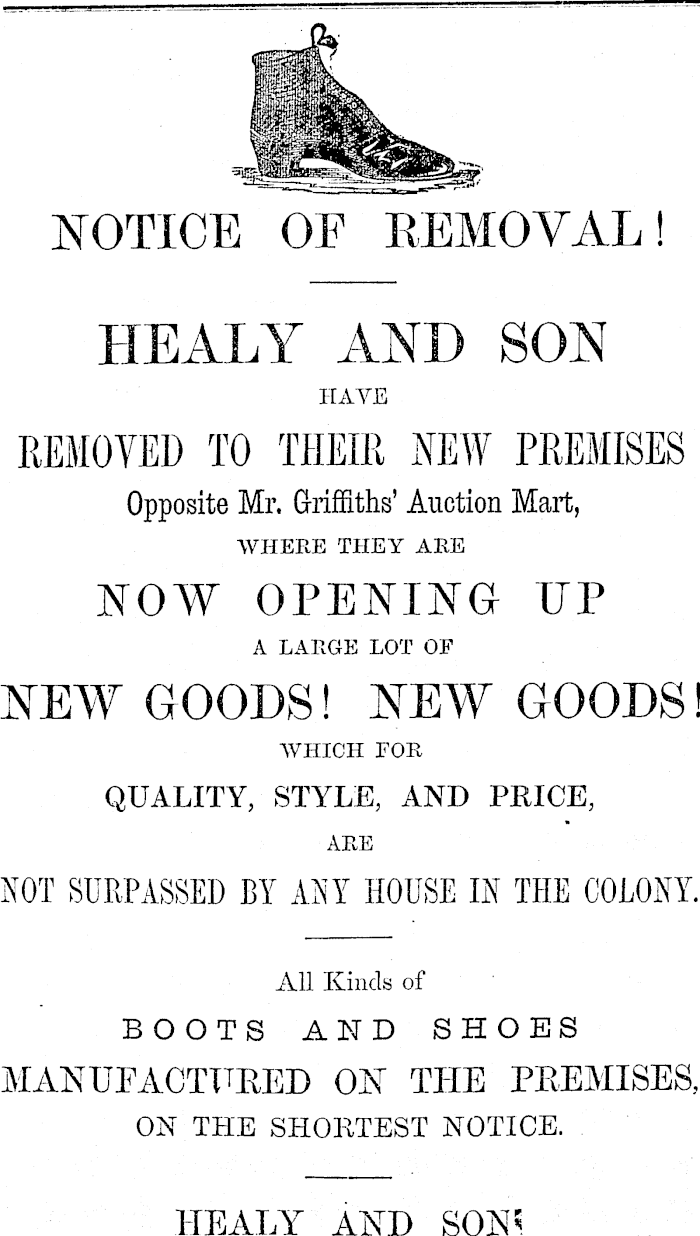 NOTICE OF REMOVAL!
HEALY AND SON
HAVE
REMOVED TO THEIR NEW PREMISES
Opposite Mr. Griffiths' Auction Mart,
WHERE THEY ARE
NOW OPENING UP
A LARGE LOT OF
NEW GOODS! NEW GOODS!
WHICH FOR
QUALITY, STYLE, AND PRICE,
ARE
NOT SURPASSED BY ANY HOUSE IN THE COLONY.
All Kinds of
BOOTS AND SHOES
MANUFACTURED ON THE PREMISES,
ON THE SHORTEST NOTICE.
HEALY AND SON